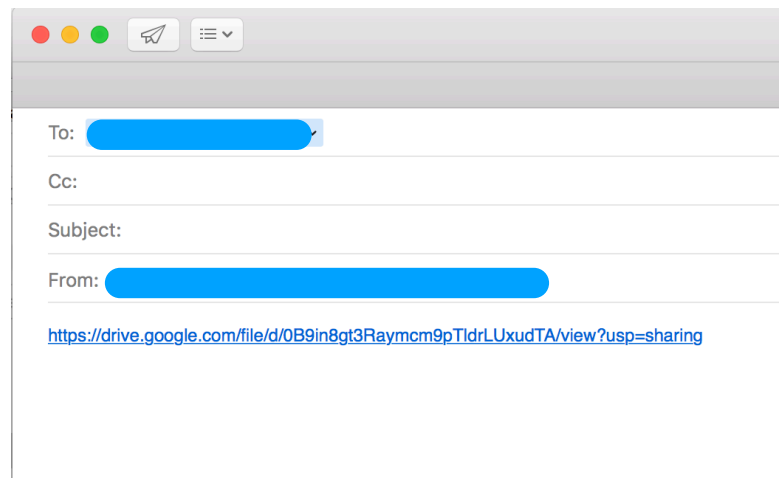 To:
Cc:
Subject:
From:
https://drive.google.com/file/d/0B9in8gt3Raymcm9pTldrLUxudTA/view?usp=sharing